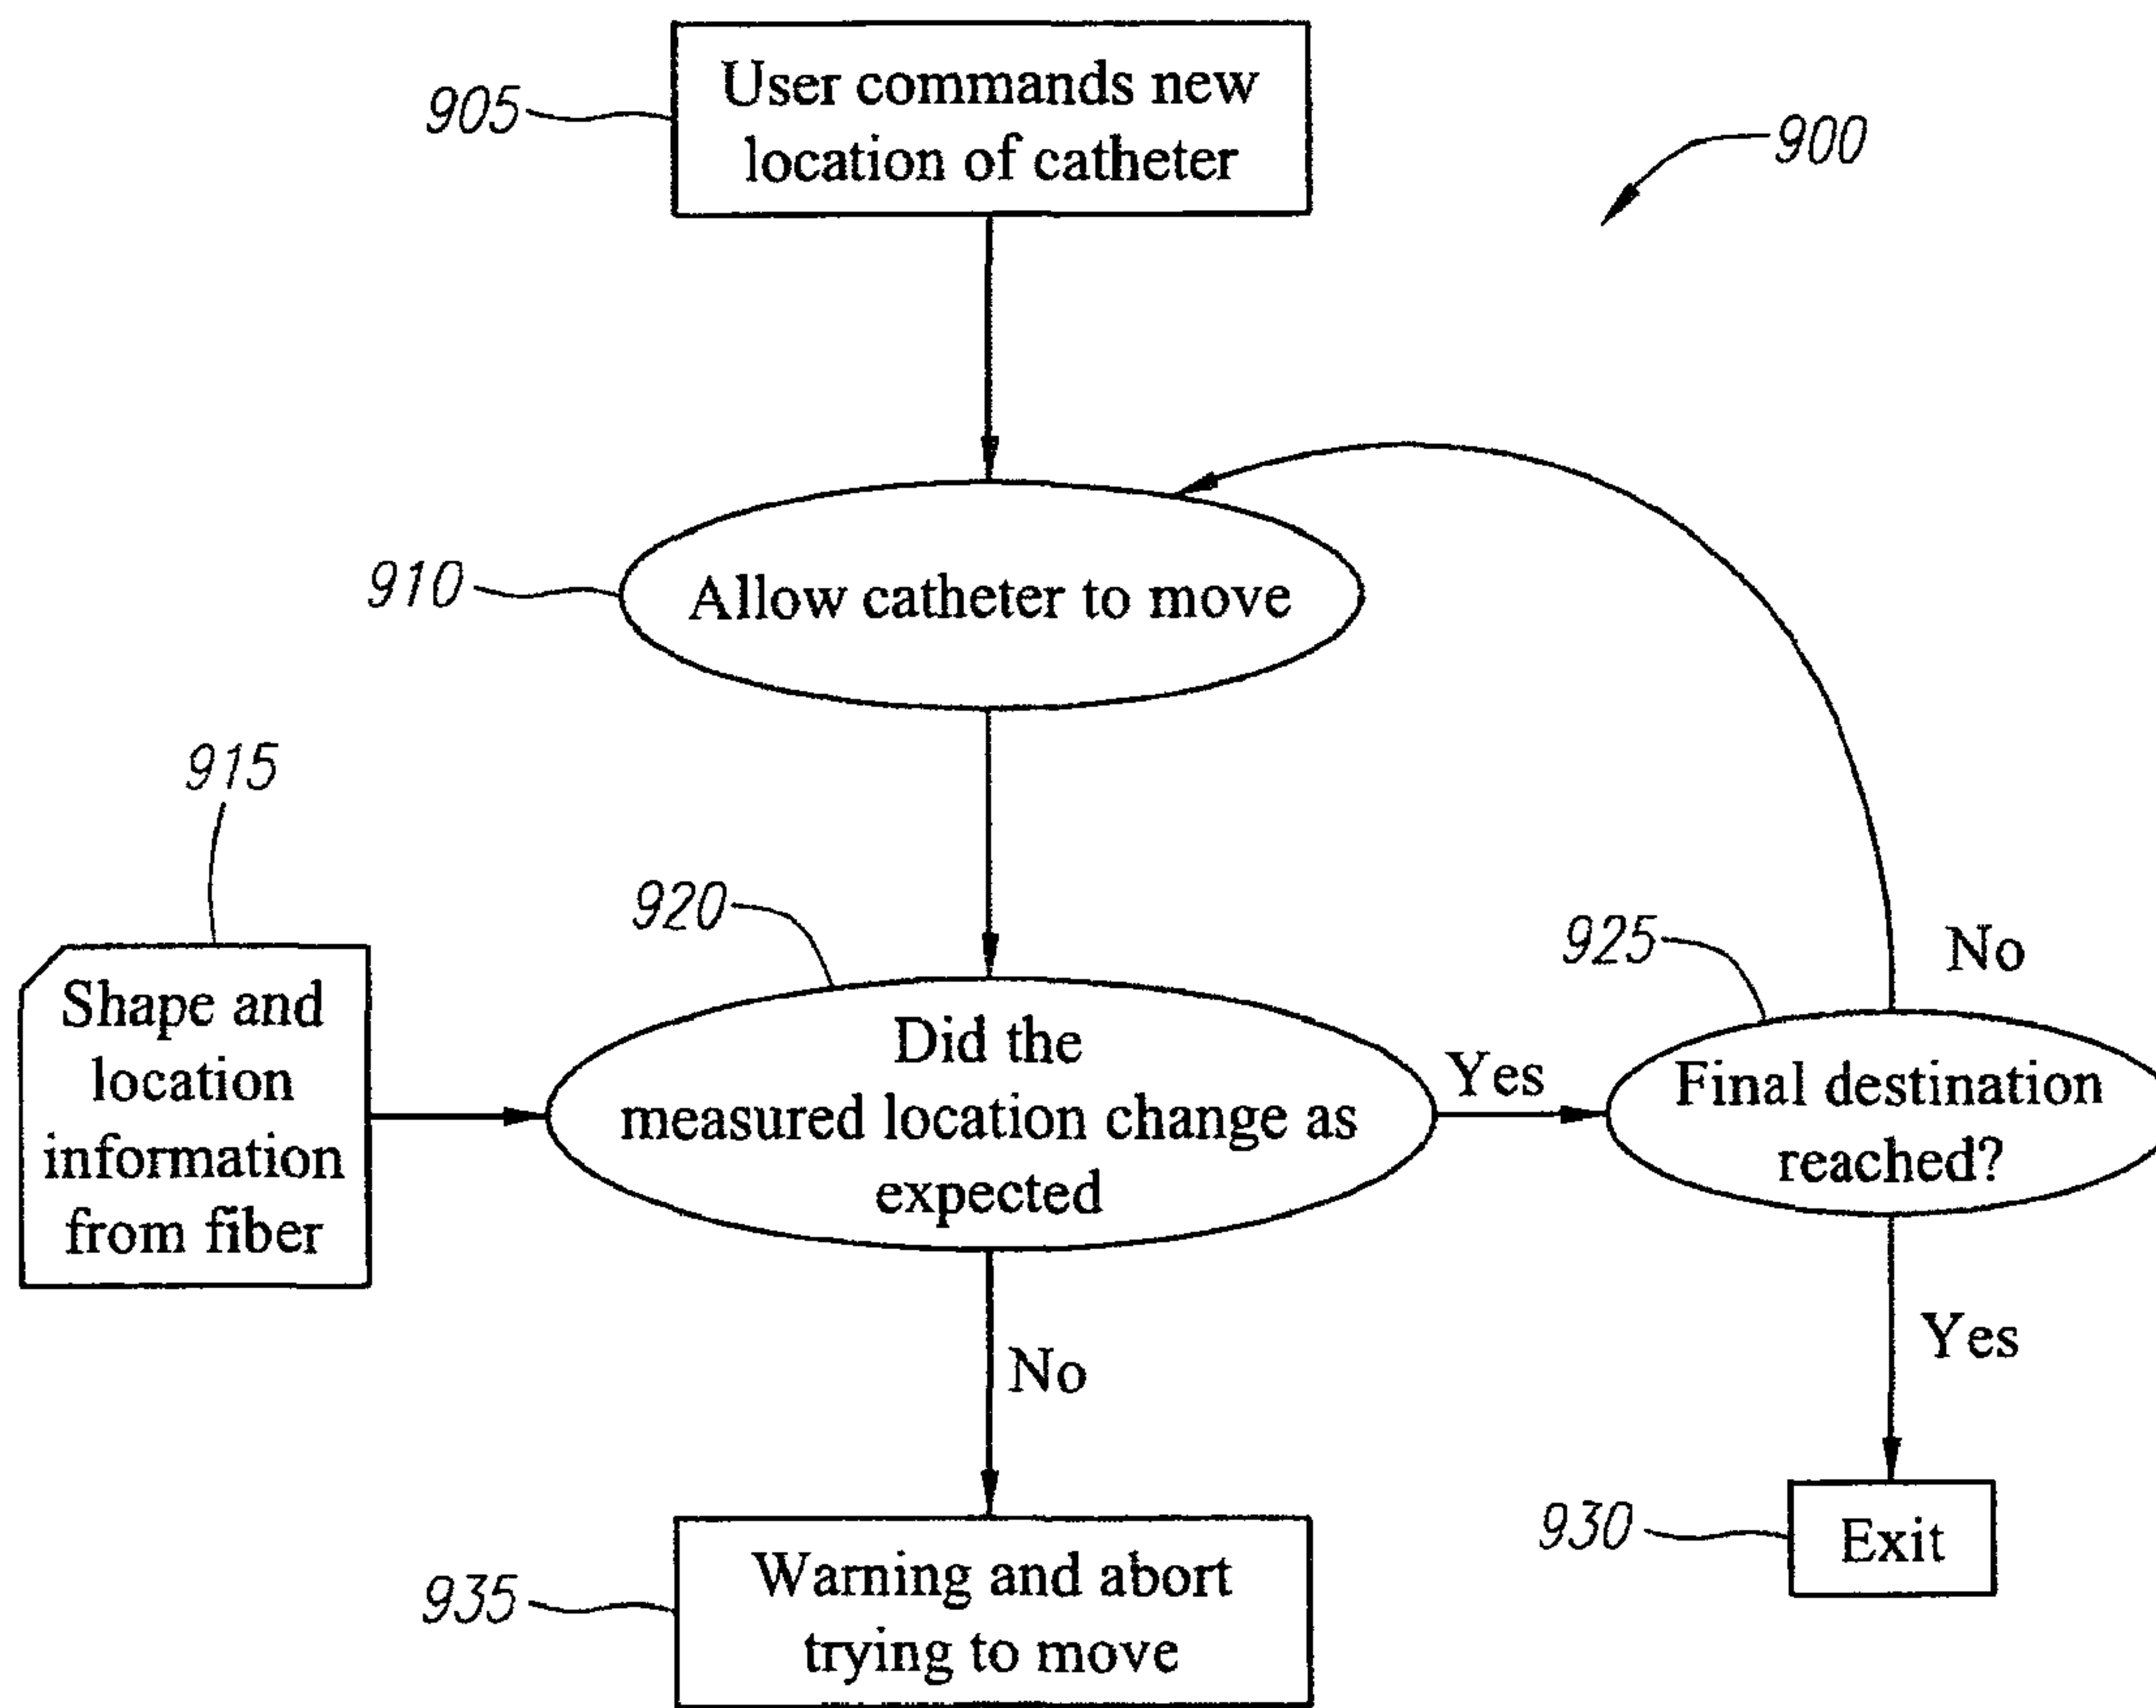 User commands new
location of catheter
905
900
910
Allow catheter to move
915
920
925
No
Shape and
location
information
from fiber
Did the
measured location change as
expected
Yes
Final destination
reached?
No
Yes
935
Warning and abort
trying to move
930
Exit